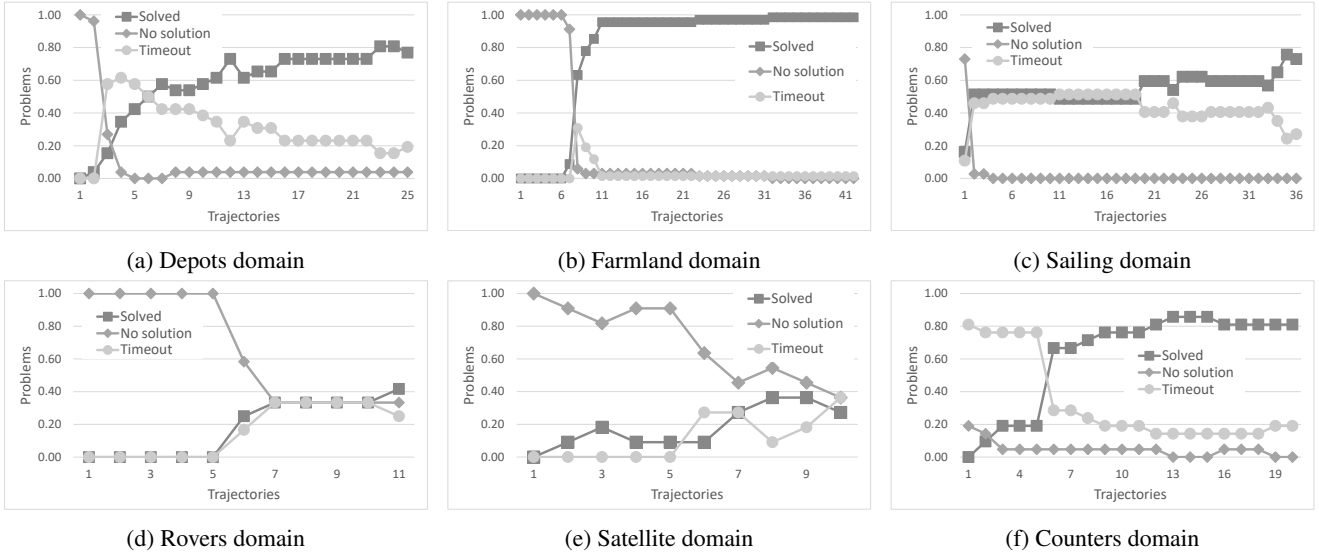 1.00
0.80
0.60
0.40
0.20
0.00
Problems
Solved
No solution
Timeout
1 5 9 13 17 21 25
Trajectories
(a) Depots domain
1.00
0.80
0.60
0.40
0.20
0.00
Problems
Solved
No solution
Timeout
1 6 11 16 21 26 31 36 41
Trajectories
(b) Farmland domain
1.00
0.80
0.60
0.40
0.20
0.00
Problems
Solved
No solution
Timeout
1 6 11 16 21 26 31 36
Trajectories
(c) Sailing domain
1.00
0.80
0.60
0.40
0.20
0.00
Problems
Solved
No solution
Timeout
1 3 5 7 9 11
Trajectories
(d) Rovers domain
1.00
0.80
0.60
0.40
0.20
0.00
Problems
Solved
No solution
Timeout
1 3 5 7 9
Trajectories
(e) Satellite domain
1.00
0.80
0.60
0.40
0.20
0.00
Problems
Solved
No solution
Timeout
1 4 7 10 13 16 19
Trajectories
(f) Counters domain